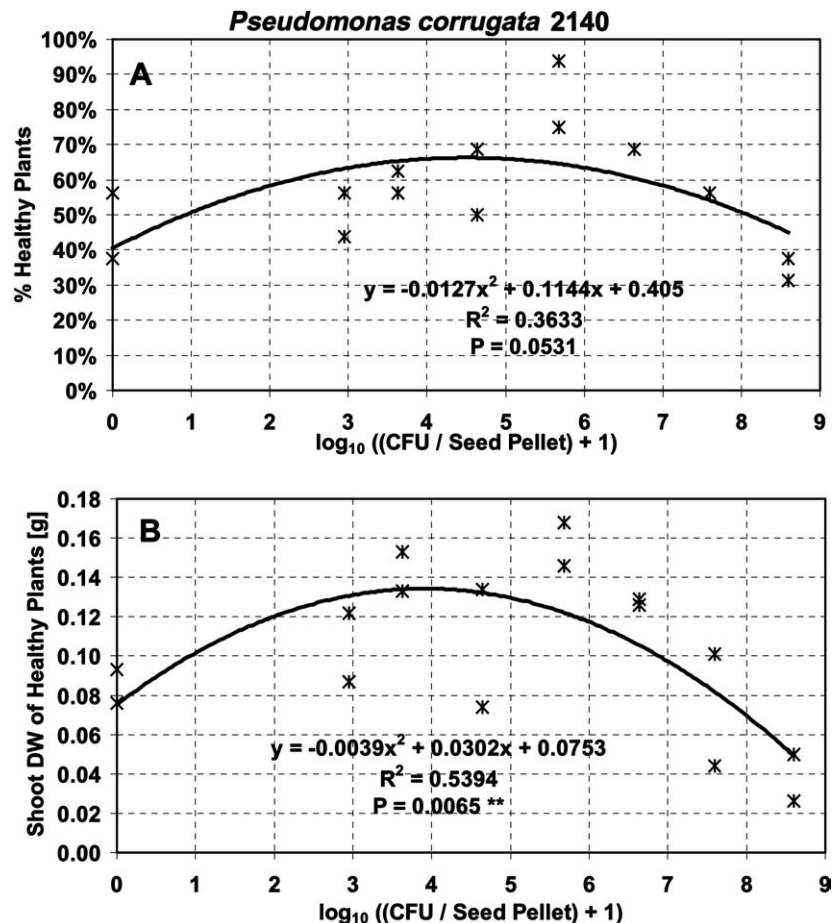 Pseudomonas corrugata 2140
100%
90%
80%
70%
60%
50%
40%
30%
20%
10%
0%
% Healthy Plants
A
y = -0.0127x² + 0.1144x + 0.405
R² = 0.3633
P = 0.0531
0 1 2 3 4 5 6 7 8 9
log₁₀ ((CFU / Seed Pellet) + 1)
0.18
0.16
0.14
0.12
0.10
0.08
0.06
0.04
0.02
0.00
Shoot DW of Healthy Plants [g]
B
y = -0.0039x² + 0.0302x + 0.0753
R² = 0.5394
P = 0.0065 **
0 1 2 3 4 5 6 7 8 9
log₁₀ ((CFU / Seed Pellet) + 1)